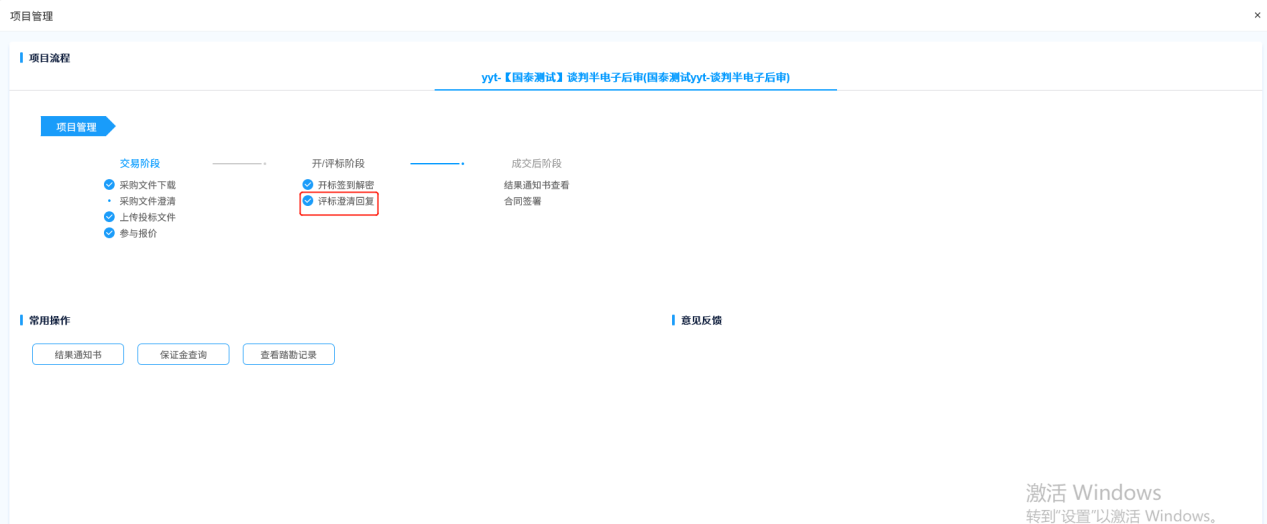 项目管理
×
项目流程
yyt-【国泰测试】谈判半电子后审(国泰测试yyt-谈判半电子后审)
项目管理
交易阶段 开/评标阶段 成交后阶段
采购文件下载 开标签到解密 结果通知书查看
采购文件澄清 评标澄清回复 合同签署
上传投标文件
参与报价
常用操作 意见反馈
结果通知书 保证金查询 查看踏勘记录
激活 Windows
转到"设置"以激活 Windows。